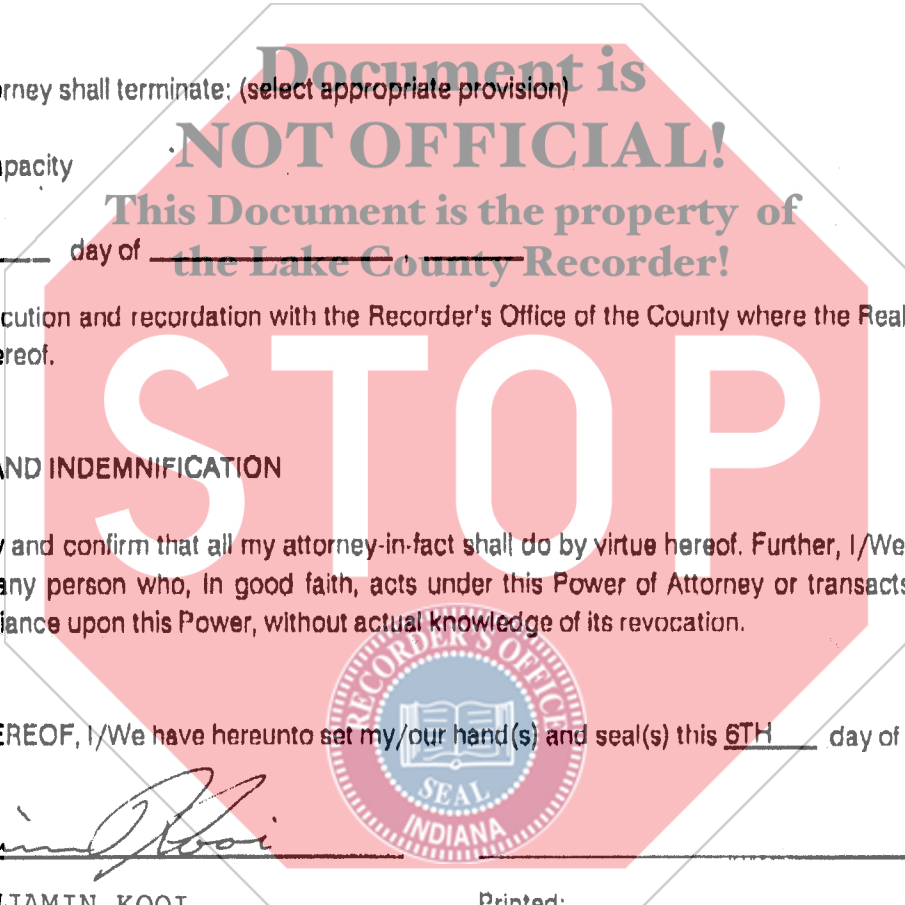 Document is
orney shall terminate: (select appropriate provision)
NOT OFFICIAL!
apacity
This Document is the property of
day of ,
the Lake County Recorder!
cution and recordation with the Recorder's Office of the County where the Real
ereof.
STOP
AND INDEMNIFICATION
y and confirm that all my attorney-in-fact shall do by virtue hereof. Further, I/We
any person who, in good faith, acts under this Power of Attorney or transacts
iance upon this Power, without actual knowledge of its revocation.
RECORDER'S OFFICE
EREOF, I/We have hereunto set my/our hand(s) and seal(s) this 6TH day of
SEAL
INDIANA
Kooi
JAMIN KOOI
Printed: